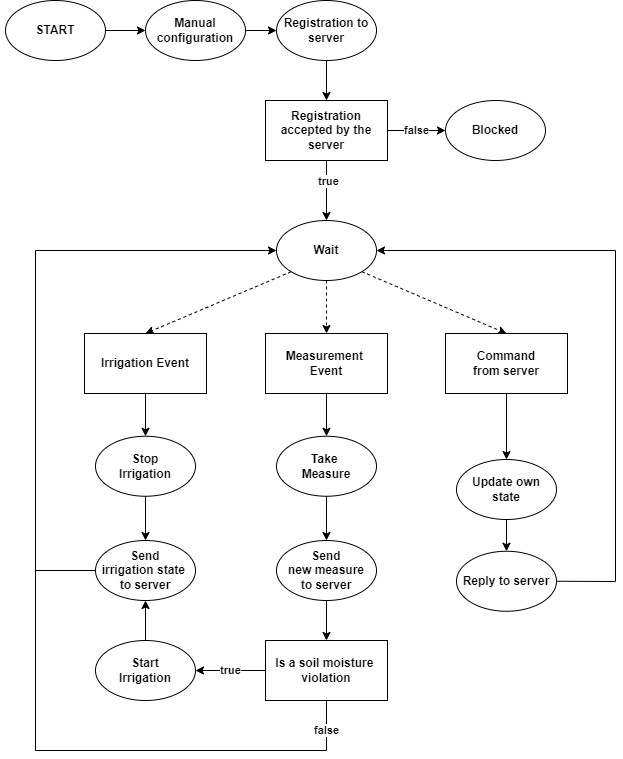 START
Manual
configuration
Registration to
server
Registration
accepted by the
server
false
Blocked
true
Wait
Irrigation Event
Measurement
Event
Command
from server
Stop
Irrigation
Take
Measure
Update own
state
Send
irrigation state
to server
Send
new measure
to server
Reply to server
Start
Irrigation
true
Is a soil moisture
violation
false